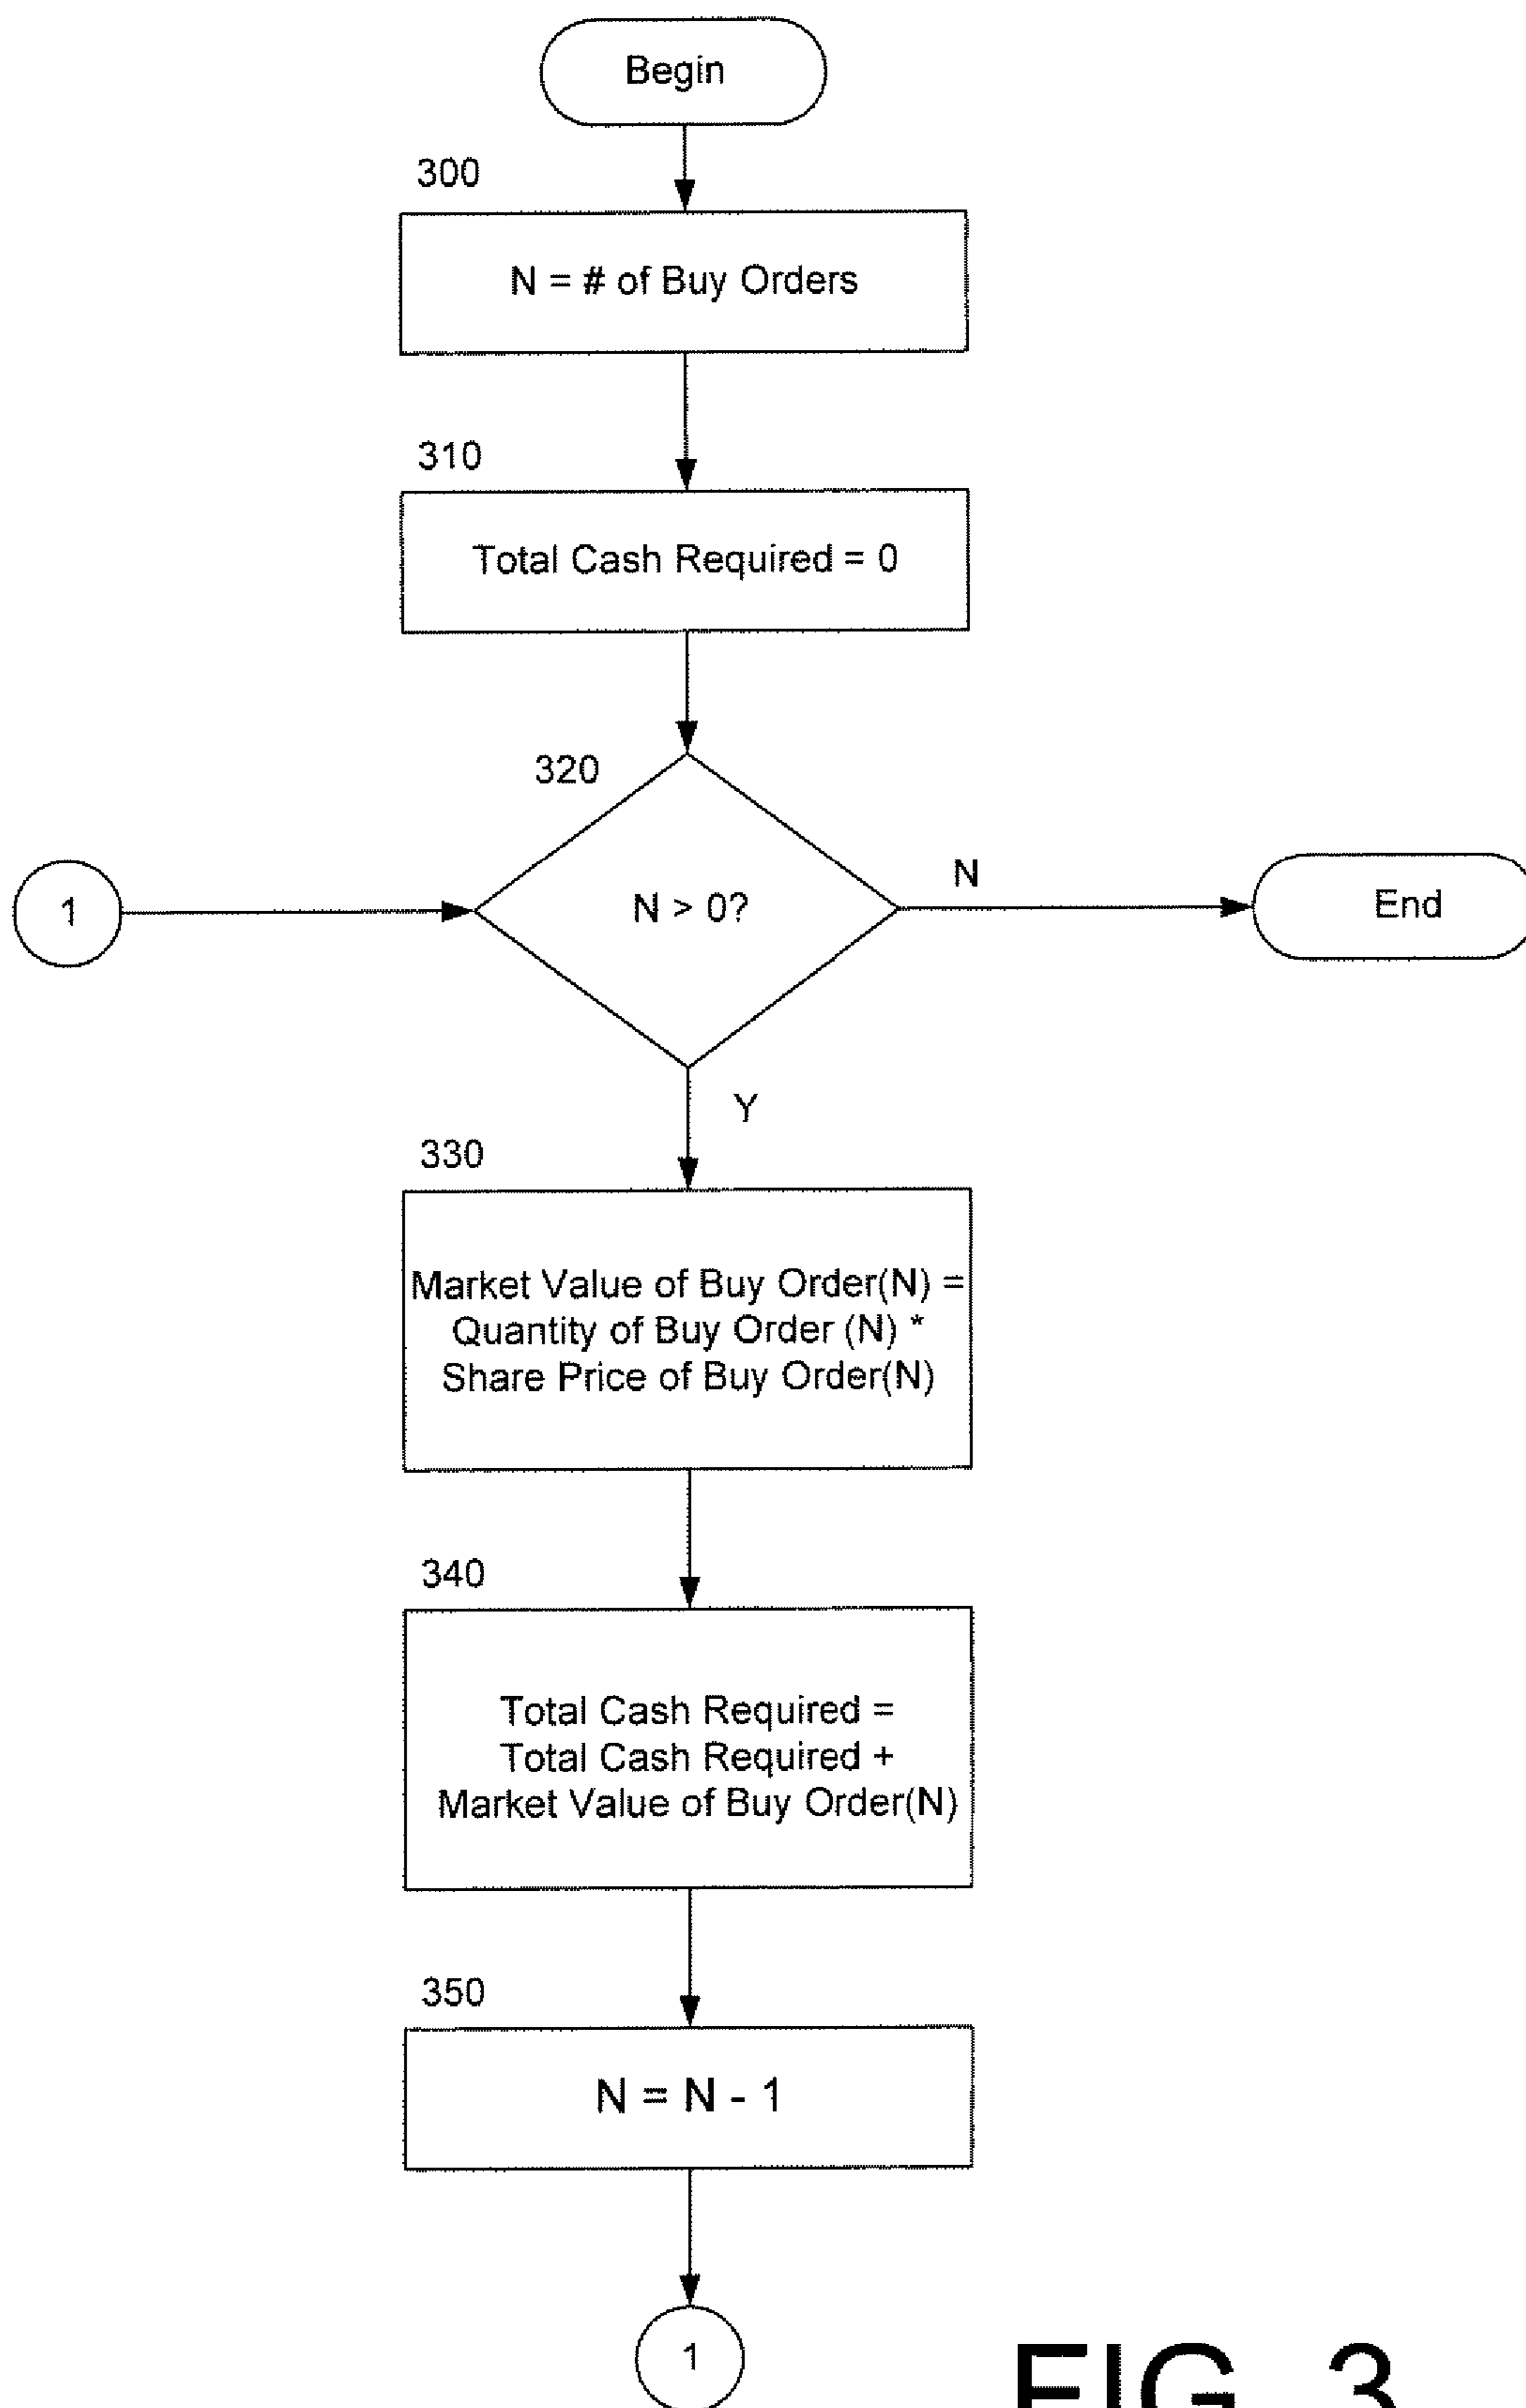 Begin
300
N = # of Buy Orders
310
Total Cash Required = 0
320
1
N > 0?
N
End
Y
330
Market Value of Buy Order(N) =
Quantity of Buy Order (N) *
Share Price of Buy Order(N)
340
Total Cash Required =
Total Cash Required +
Market Value of Buy Order(N)
350
N = N - 1
1
FIG. 3